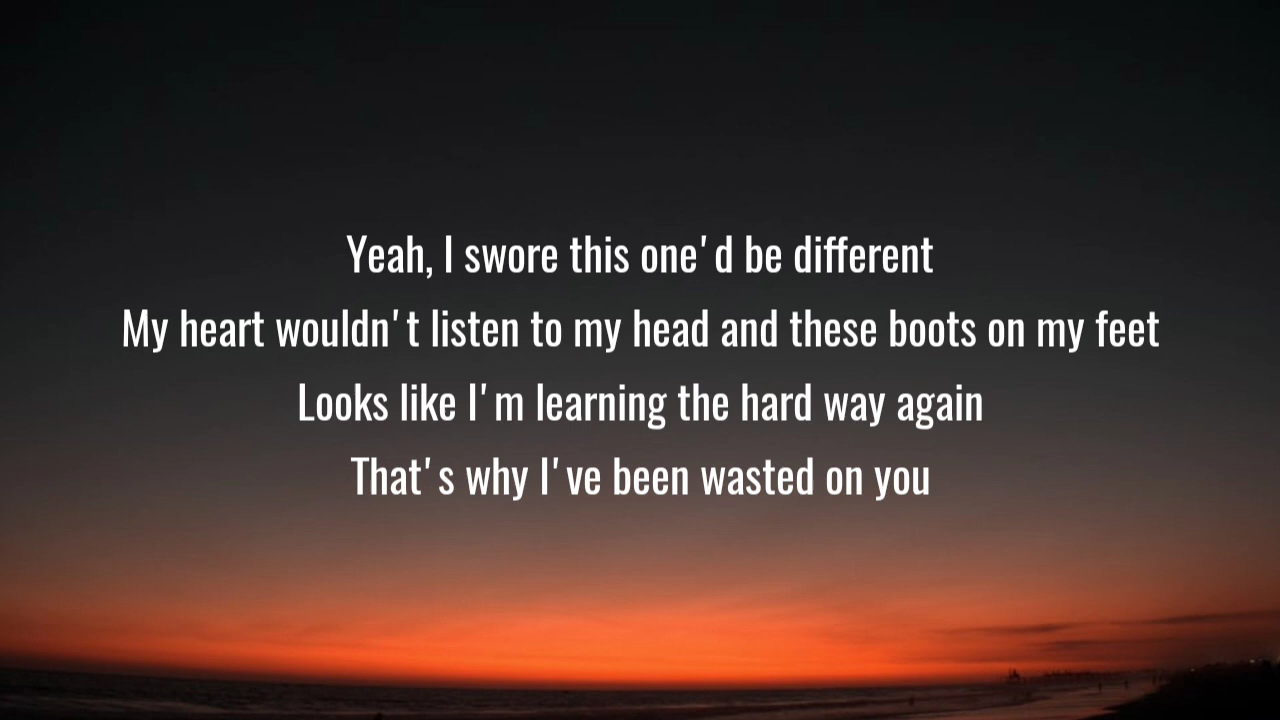 Yeah, I swore this one'd be different
My heart wouldn't listen to my head and these boots on my feet
Looks like I'm learning the hard way again
That's why I've been wasted on you